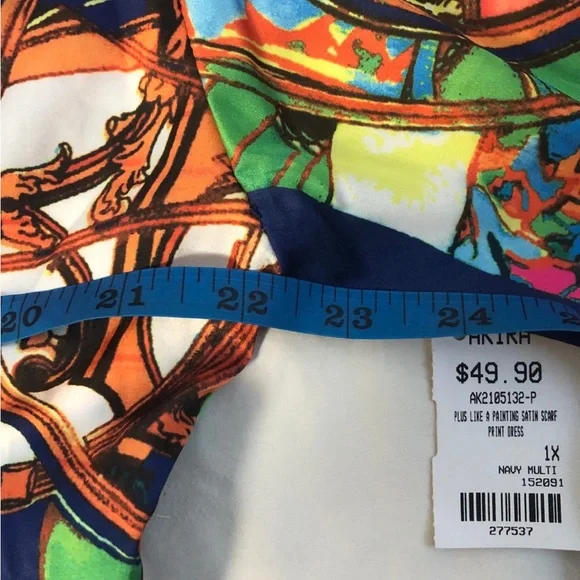 20 21 22 23 24
AKIRA
$49.90
AK2105132-P
PLUS LIKE A PAINTING SATIN SCARF
PRINT DRESS
1X
NAVY MULTI
152091
277537